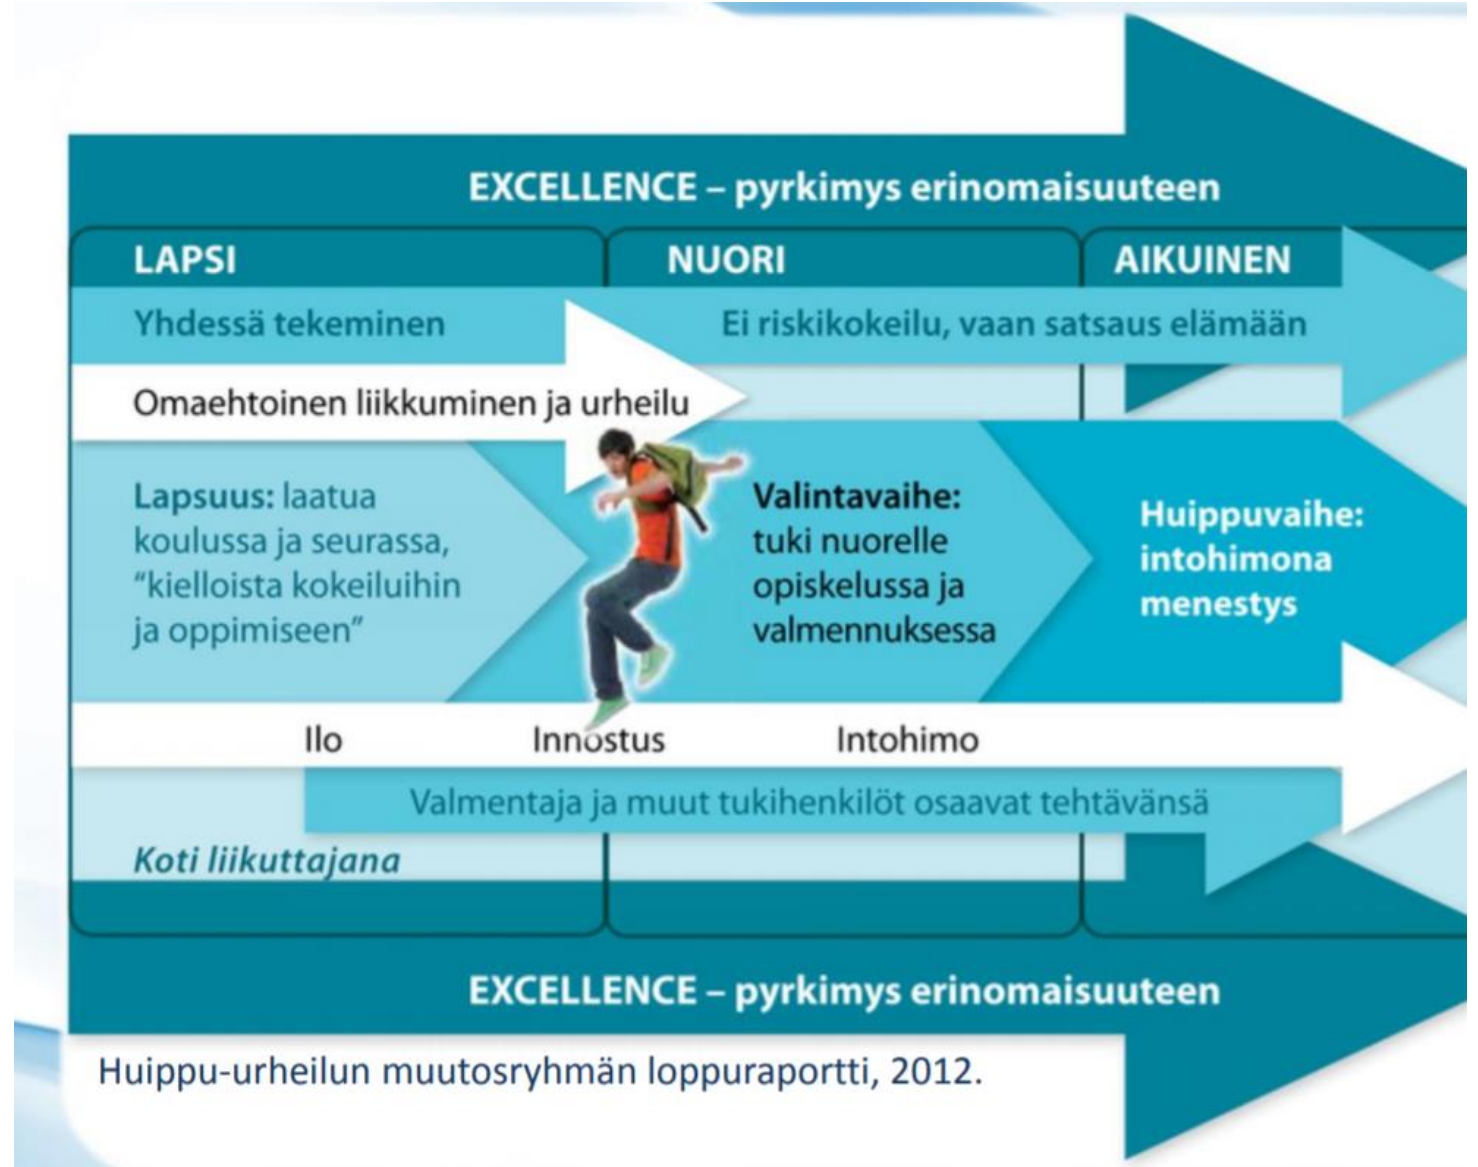 EXCELLENCE – pyrkimys erinomaisuuteen
LAPSI
NUORI
AIKUINEN
Yhdessä tekeminen
Ei riskikokeilu, vaan satsaus elämään
Omaehtoinen liikkuminen ja urheilu
Lapsuus: laatua
koulussa ja seurassa,
”kielloista kokeiluihin
ja oppimiseen”
Valintavaihe:
tuki nuorelle
opiskelussa ja
valmennuksessa
Huippuvaihe:
intohimona
menestys
Ilo
Innostus
Intohimo
Valmentaja ja muut tukihenkilöt osaavat tehtävänsä
Koti liikuttajana
EXCELLENCE – pyrkimys erinomaisuuteen
Huippu-urheilun muutosryhmän loppuraportti, 2012.